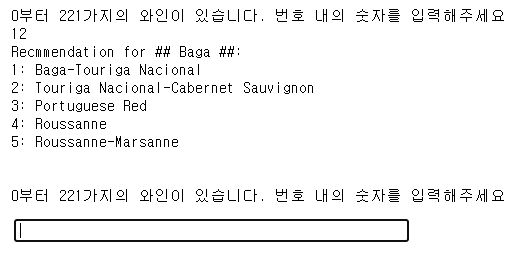 0부터 221가지의 와인이 있습니다. 번호 내의 숫자를 입력해주세요
12
Recmmendation for ## Baga ##:
1: Baga-Touriga Nacional
2: Touriga Nacional-Cabernet Sauvignon
3: Portuguese Red
4: Roussanne
5: Roussanne-Marsanne
0부터 221가지의 와인이 있습니다. 번호 내의 숫자를 입력해주세요